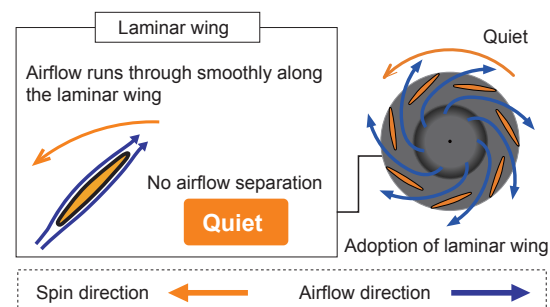 Laminar wing
Airflow runs through smoothly along
the laminar wing
No airflow separation
Quiet
Quiet
Adoption of laminar wing
Spin direction
Airflow direction